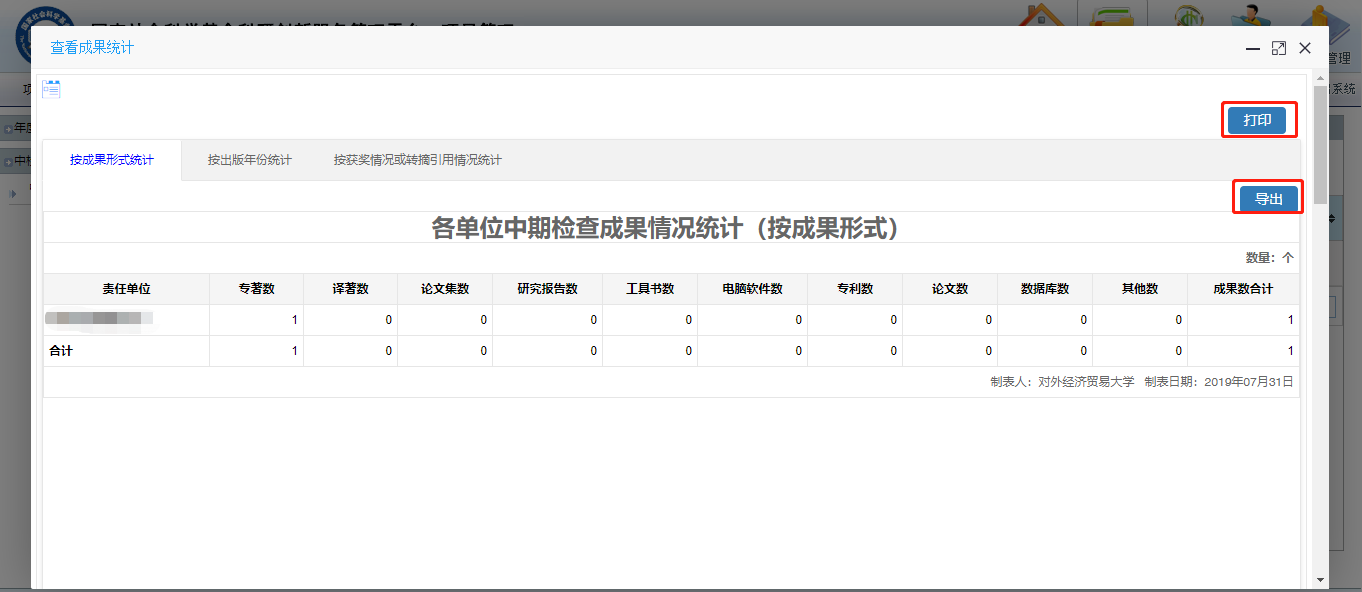 查看成果统计
管理
系统
打印
按成果形式统计 按出版年份统计 按获奖情况或转摘引用情况统计
导出
各单位中期检查成果情况统计（按成果形式）
数量：个
责任单位 专著数 译著数 论文集数 研究报告数 工具书数 电脑软件数 专利数 论文数 数据库数 其他数 成果数合计
1 0 0 0 0 0 0 0 0 0 1
合计 1 0 0 0 0 0 0 0 0 0 1
制表人：对外经济贸易大学 制表日期：2019年07月31日